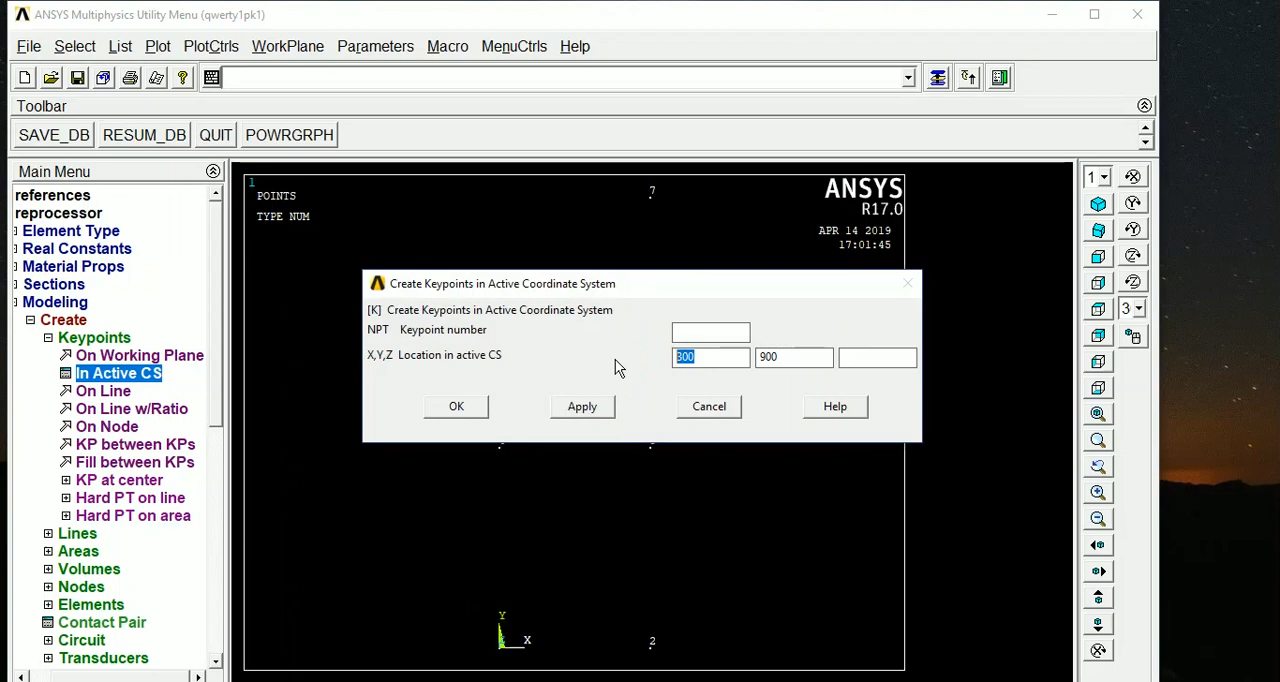 ANSYS Multiphysics Utility Menu (qwerty1pk1)
File Select List Plot PlotCtrls WorkPlane Parameters Macro MenuCtrls Help
Toolbar
SAVE_DB RESUM_DB QUIT POWRGRPH
Main Menu
references
reprocessor
Element Type
Real Constants
Material Props
Sections
Modeling
Create
Keypoints
On Working Plane
In Active CS
On Line
On Line w/Ratio
On Node
KP between KPs
Fill between KPs
KP at center
Hard PT on line
Hard PT on area
Lines
Areas
Volumes
Nodes
Elements
Contact Pair
Circuit
Transducers
1
POINTS
TYPE NUM
7
ANSYS
R17.0
APR 14 2019
17:01:45
Create Keypoints in Active Coordinate System
[K] Create Keypoints in Active Coordinate System
NPT Keypoint number
X,Y,Z Location in active CS 300 900
OK Apply Cancel Help
Y
X
2
1
3